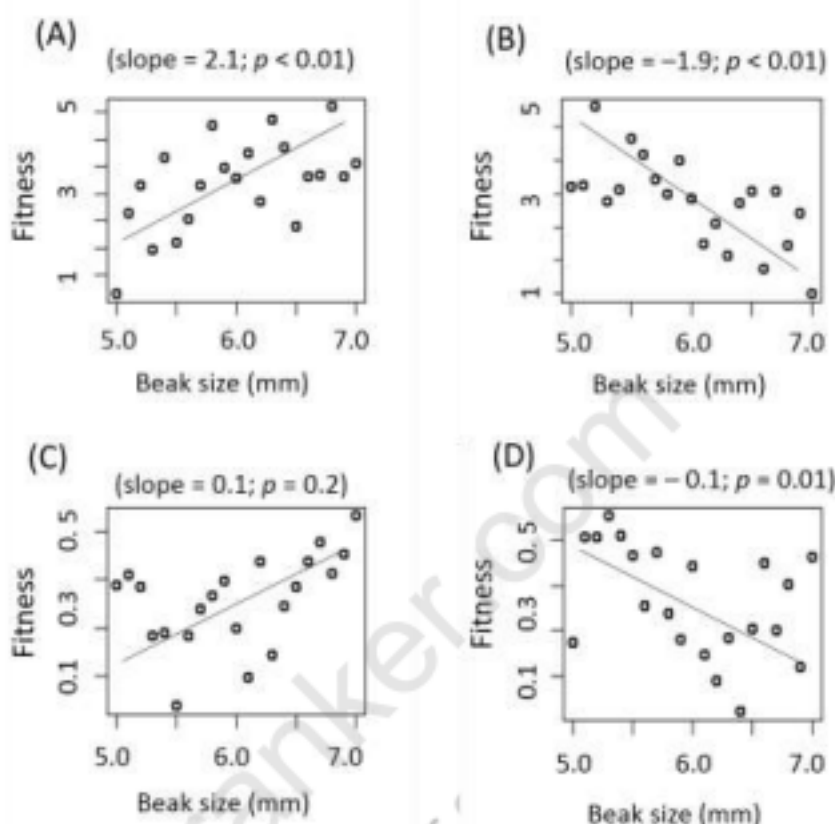 (A)
(slope = 2.1; p < 0.01)
5
3
1
Fitness
5.0 6.0 7.0
Beak size (mm)
(B)
(slope = –1.9; p < 0.01)
5
3
1
Fitness
5.0 6.0 7.0
Beak size (mm)
(C)
(slope = 0.1; p = 0.2)
0.5
0.3
0.1
Fitness
5.0 6.0 7.0
Beak size (mm)
(D)
(slope = – 0.1; p = 0.01)
0.5
0.3
0.1
Fitness
5.0 6.0 7.0
Beak size (mm)
anker.com